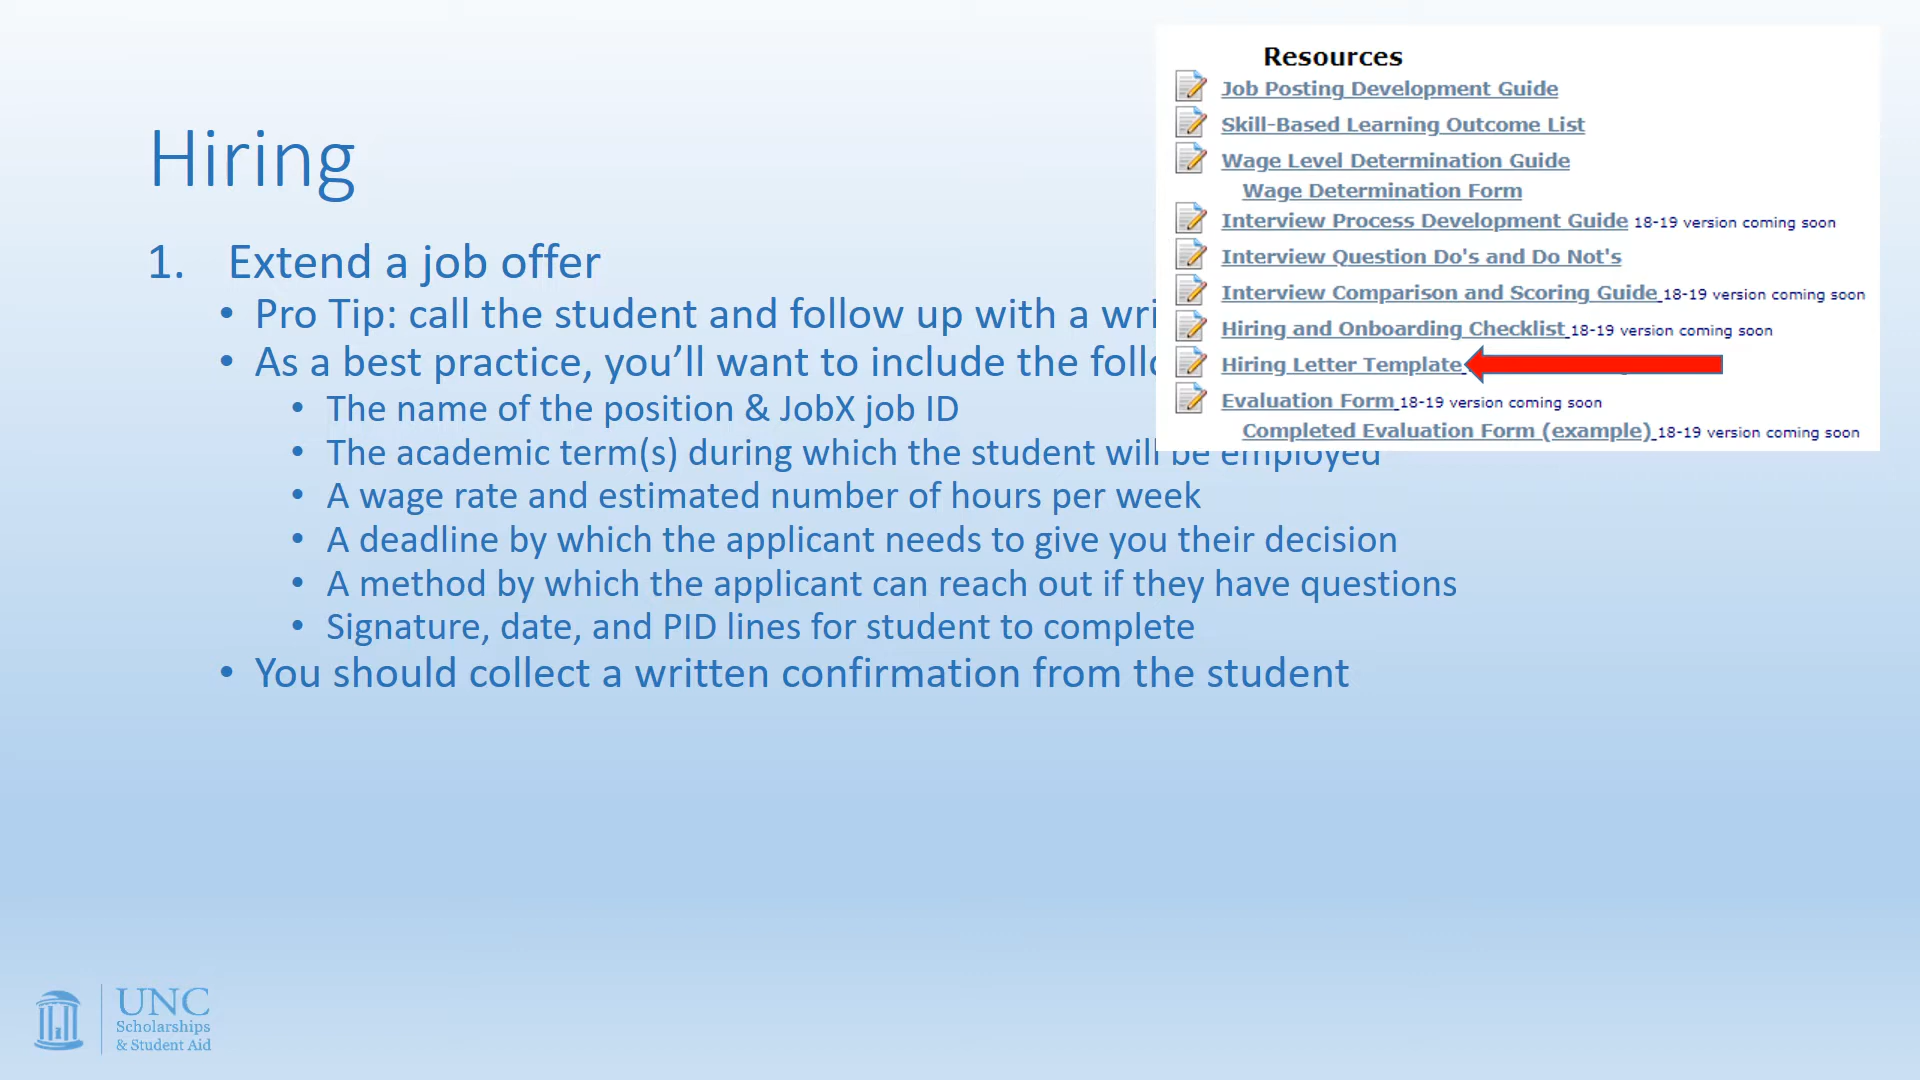 Hiring
1. Extend a job offer
• Pro Tip: call the student and follow up with a
• As a best practice, you’ll want to include the
• The name of the position & JobX job ID
• The academic term(s) during which the student will be employed
• A wage rate and estimated number of hours per week
• A deadline by which the applicant needs to give you their decision
• A method by which the applicant can reach out if they have questions
• Signature, date, and PID lines for student to complete
• You should collect a written confirmation from the student
Resources
Job Posting Development Guide
Skill-Based Learning Outcome List
Wage Level Determination Guide
Wage Determination Form
Interview Process Development Guide 18-19 version coming soon
Interview Question Do's and Do Not's
Interview Comparison and Scoring Guide 18-19 version coming soon
Hiring and Onboarding Checklist 18-19 version coming soon
Hiring Letter Template
Evaluation Form 18-19 version coming soon
Completed Evaluation Form (example) 18-19 version coming soon
UNC
Scholarships
& Student Aid